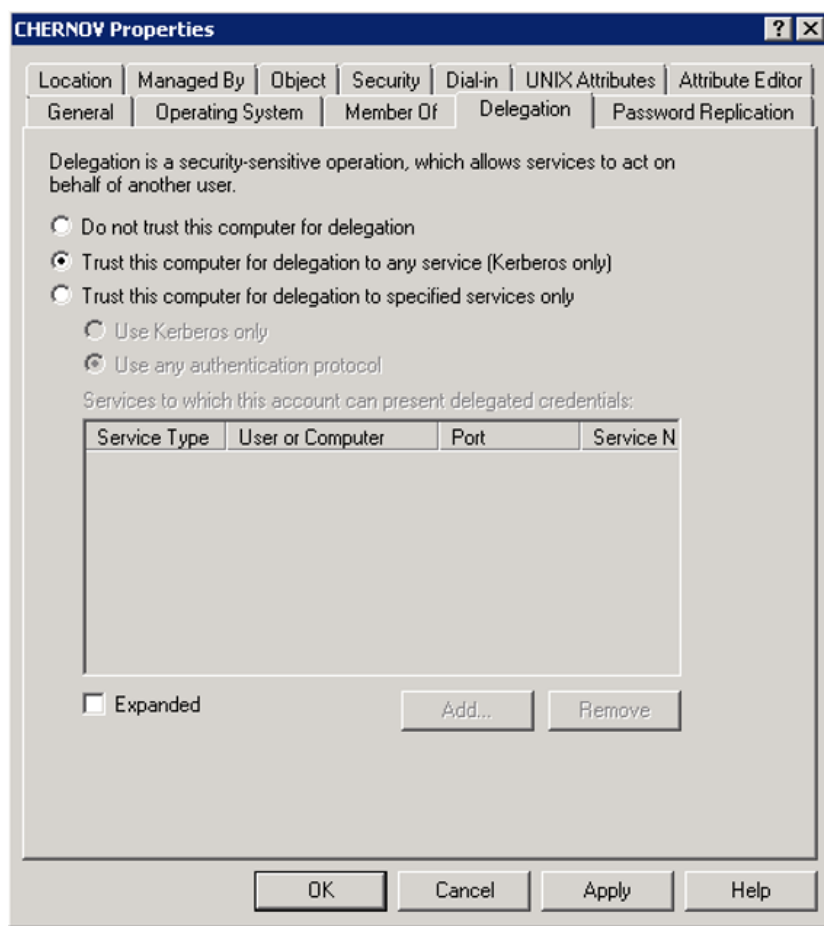 CHERNOV Properties
Location Managed By Object Security Dial-in UNIX Attributes Attribute Editor
General Operating System Member Of Delegation Password Replication
Delegation is a security-sensitive operation, which allows services to act on
behalf of another user.
Do not trust this computer for delegation
Trust this computer for delegation to any service (Kerberos only)
Trust this computer for delegation to specified services only
Use Kerberos only
Use any authentication protocol
Services to which this account can present delegated credentials:
Service Type User or Computer Port Service N
Expanded Add... Remove
OK Cancel Apply Help